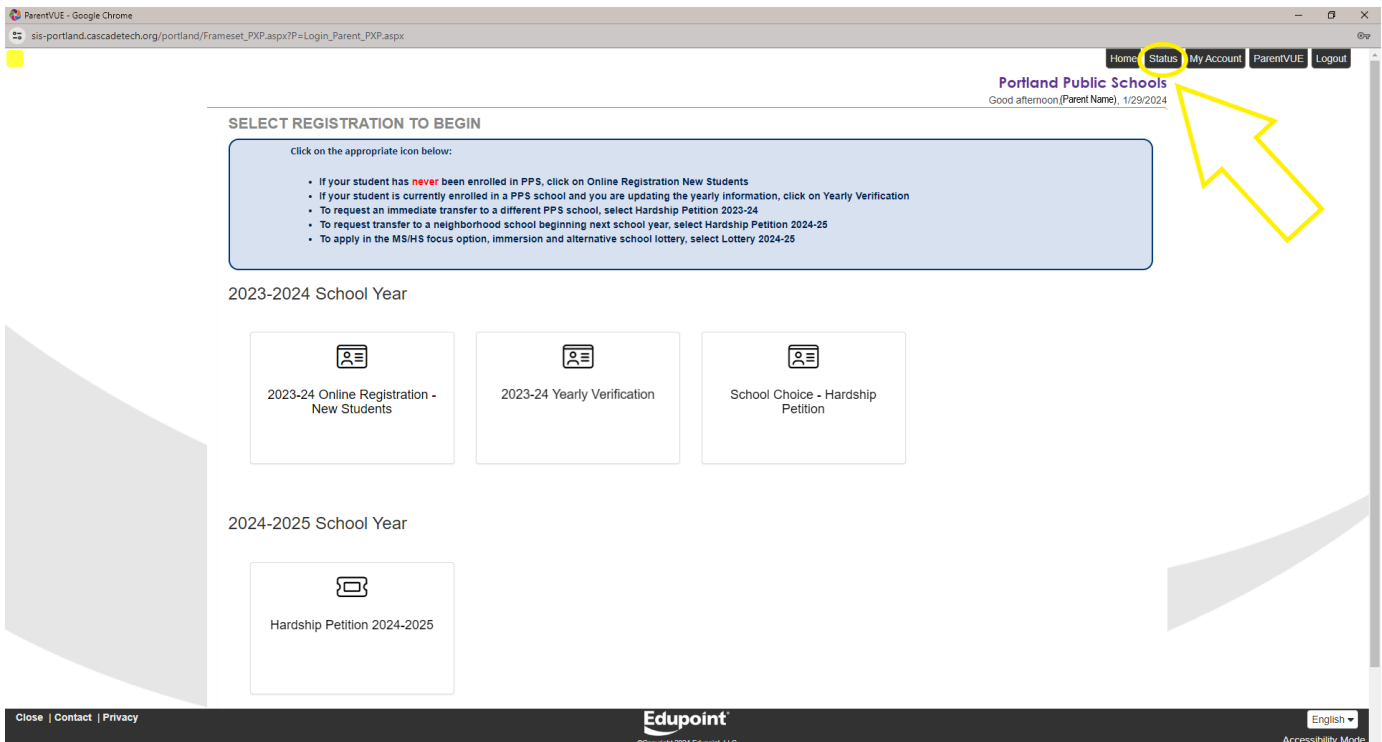 ParentVUE - Google Chrome
sis-portland.cascadetech.org/portland/Frameset_PXP.aspx?P=Login_Parent_PXP.aspx
Home Status My Account ParentVUE Logout
Portland Public Schools
Good afternoon,(Parent Name), 1/29/2024
SELECT REGISTRATION TO BEGIN
Click on the appropriate icon below:
• If your student has never been enrolled in PPS, click on Online Registration New Students
• If your student is currently enrolled in a PPS school and you are updating the yearly information, click on Yearly Verification
• To request an immediate transfer to a different PPS school, select Hardship Petition 2023-24
• To request transfer to a neighborhood school beginning next school year, select Hardship Petition 2024-25
• To apply in the MS/HS focus option, immersion and alternative school lottery, select Lottery 2024-25
2023-2024 School Year
2023-24 Online Registration -
New Students
2023-24 Yearly Verification
School Choice - Hardship
Petition
2024-2025 School Year
Hardship Petition 2024-2025
Close | Contact | Privacy
Edupoint
English
©Copyright 2024 Edupoint, LLC
Accessibility Mode